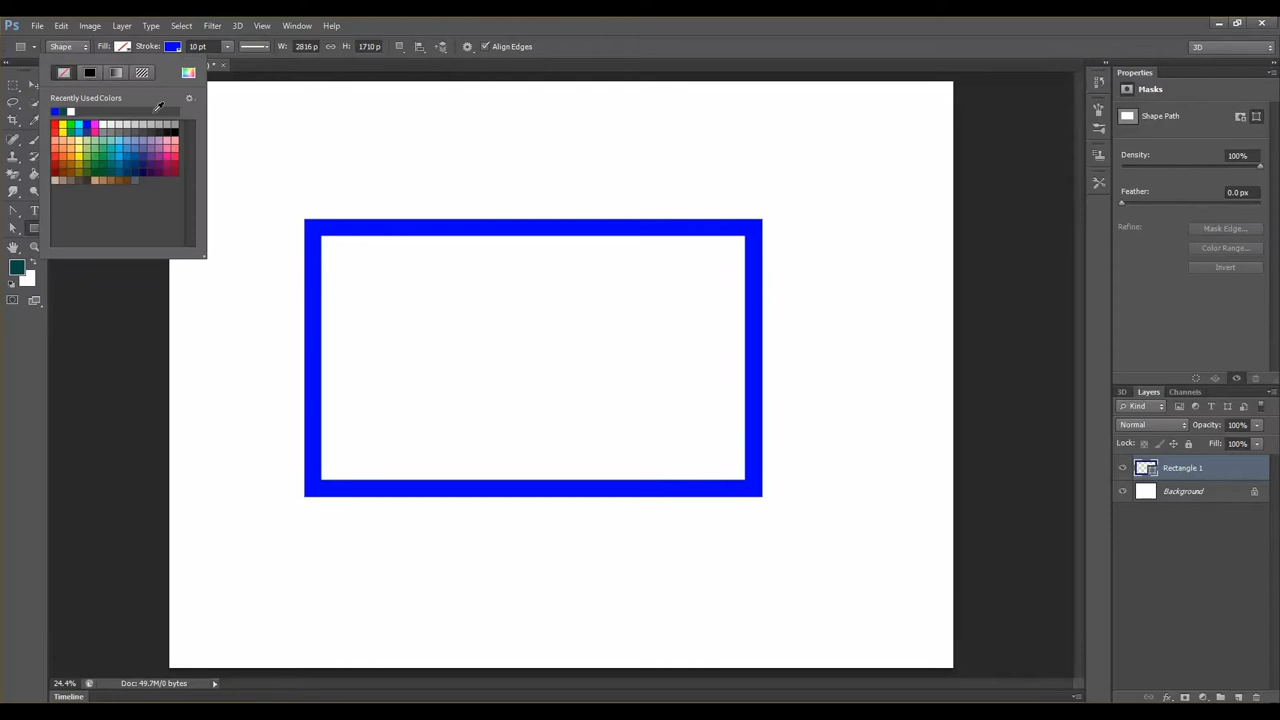 Ps File Edit Image Layer Type Select Filter 3D View Window Help
Shape Fill: Stroke: 10 pt W: 2816 p H: 1710 p Align Edges 3D
* ×
Recently Used Colors
Properties
Masks
Shape Path
Density: 100%
Feather: 0.0 px
Refine: Mask Edge...
Color Range...
Invert
3D Layers Channels
Kind
Normal Opacity: 100%
Lock: Fill: 100%
Rectangle 1
Background
24.4% Doc: 49.7M/0 bytes
Timeline